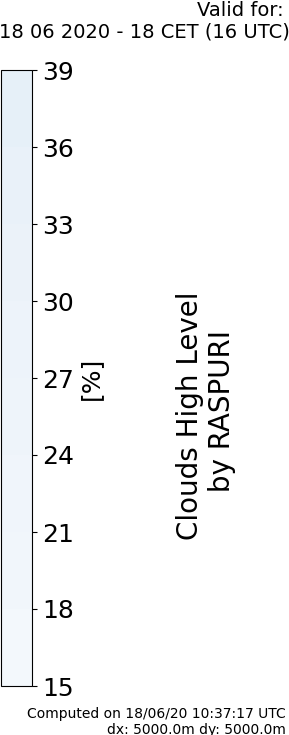 Valid for:
18 06 2020 - 18 CET (16 UTC)
39
36
33
30
27
24
21
18
15
[%]
Clouds High Level
by RASPURI
Computed on 18/06/20 10:37:17 UTC
dx: 5000.0m dy: 5000.0m